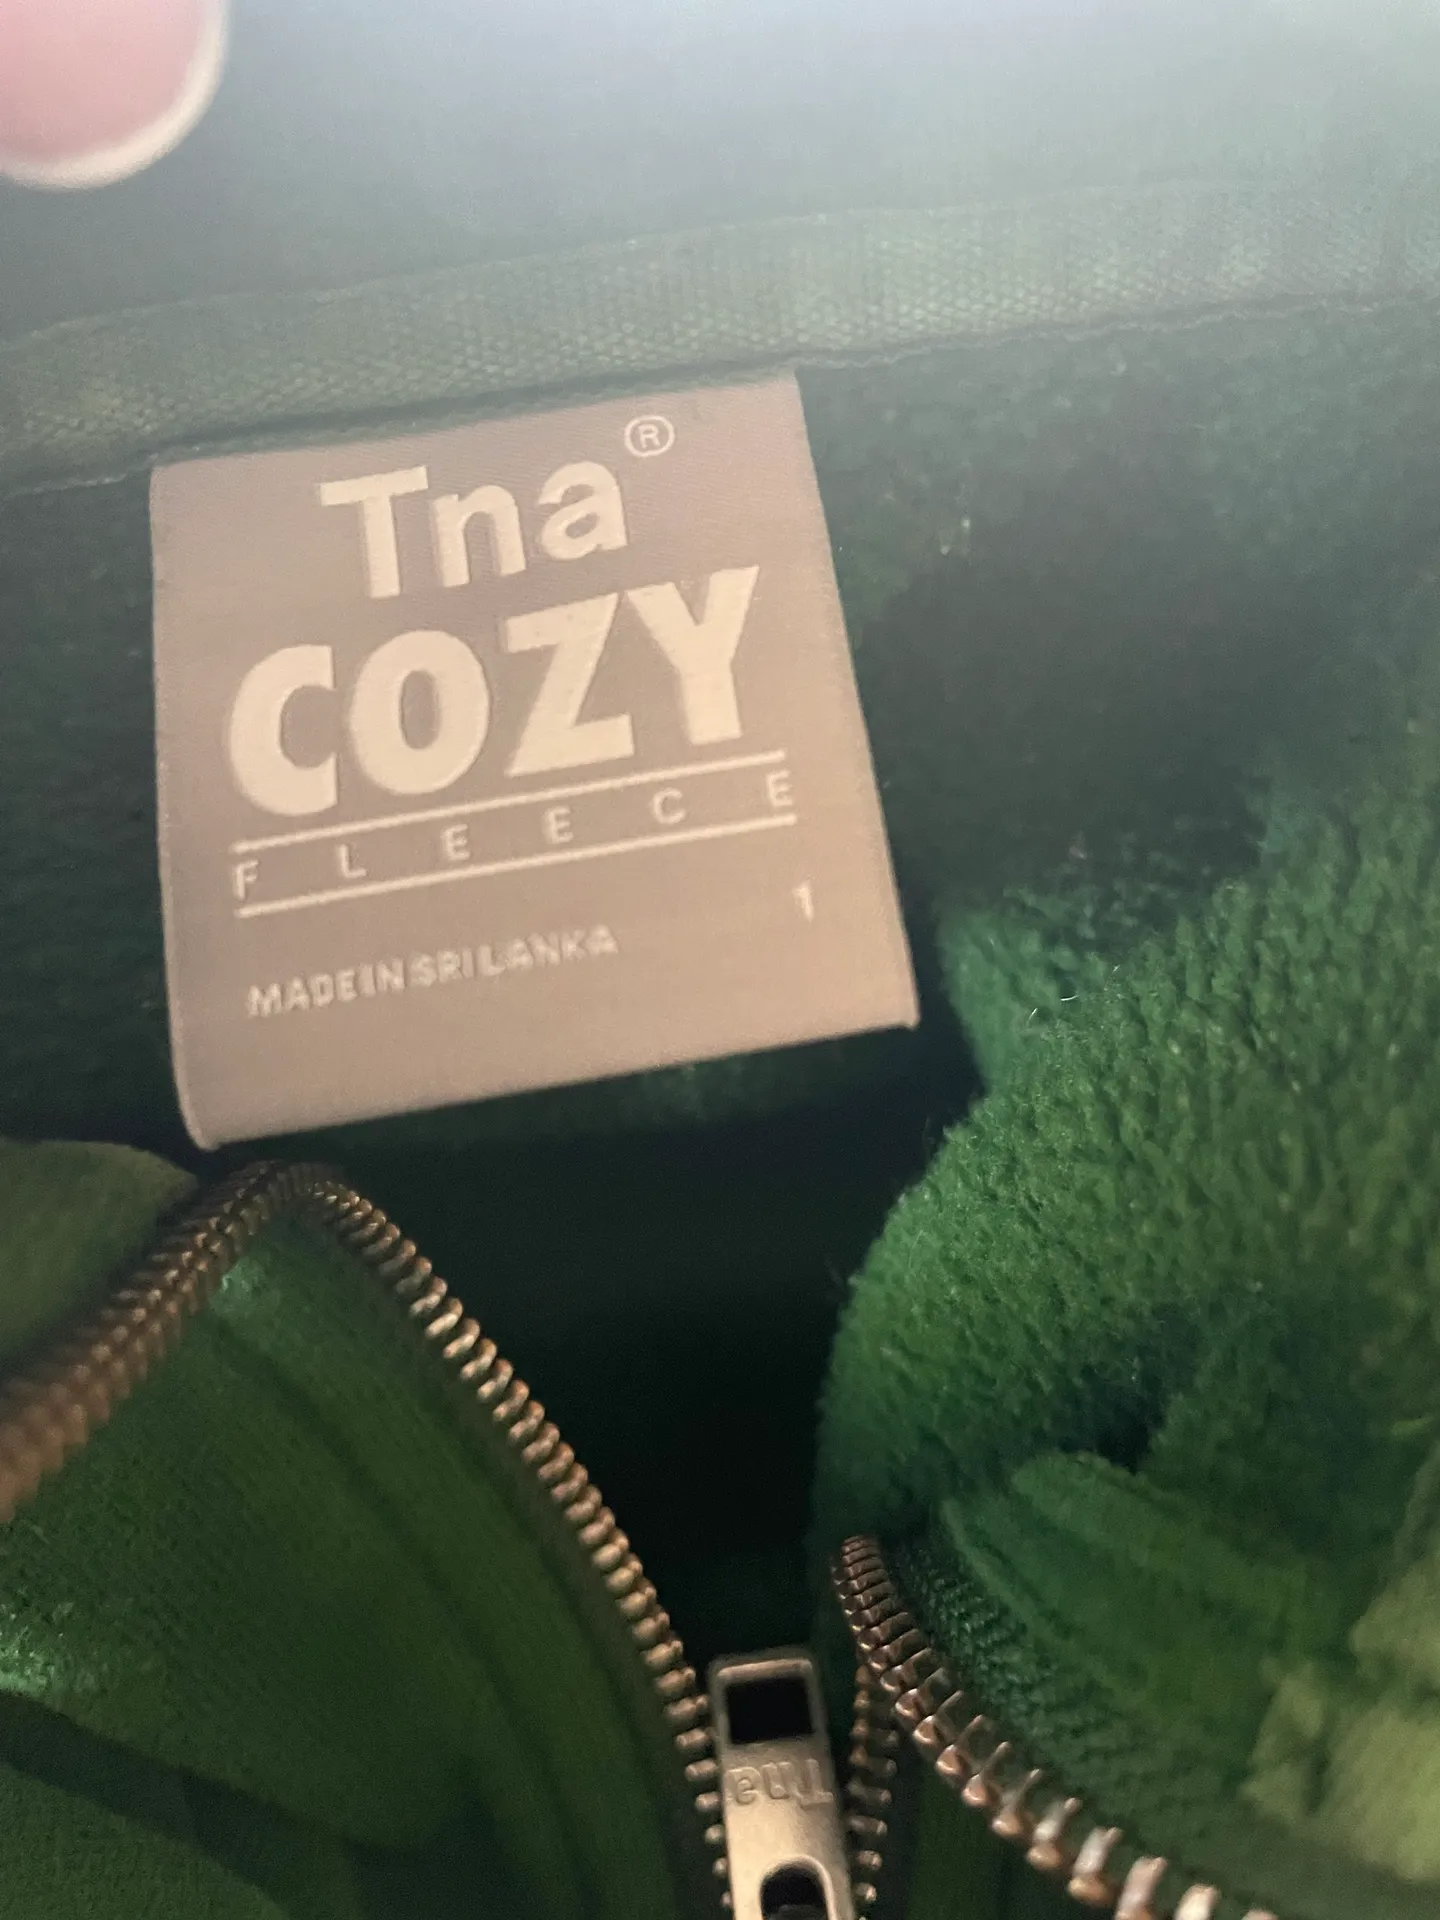 Tna®
COZY
FLEECE
1
MADE IN SRI LANKA
Tna